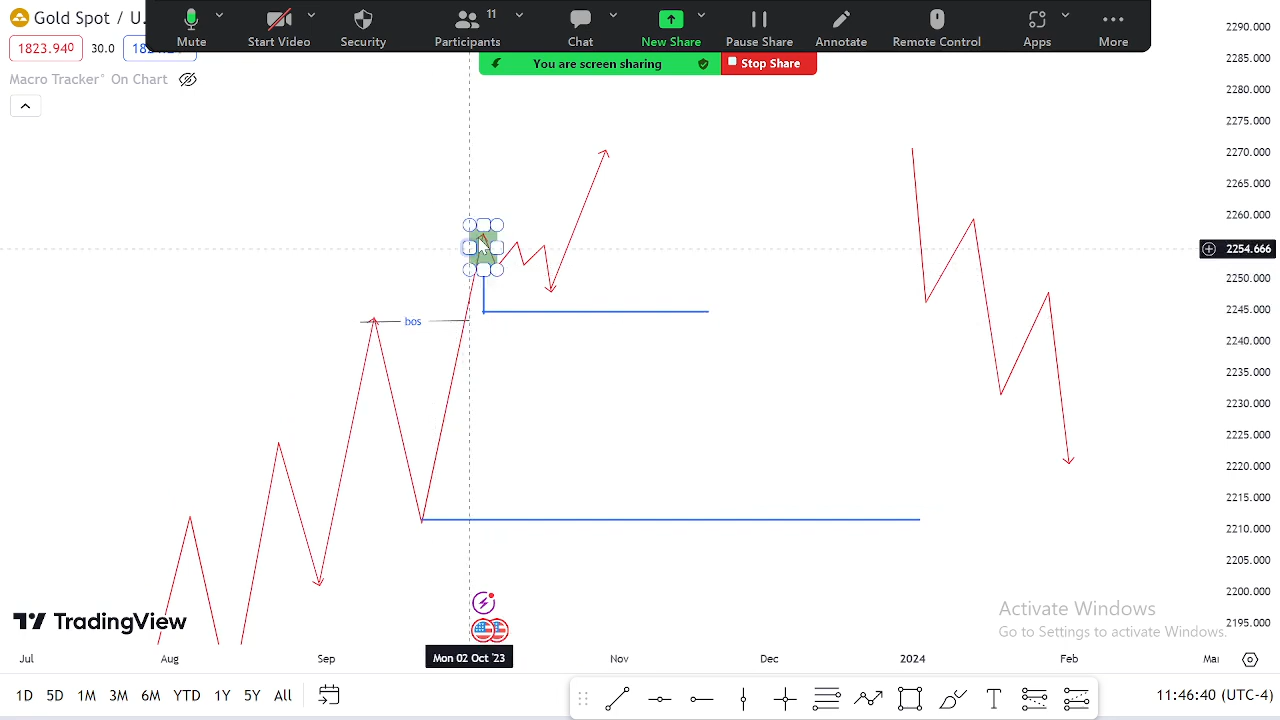 Gold Spot / U.
Mute
Start Video
Security
Participants
11
Chat
New Share
Pause Share
Annotate
Remote Control
Apps
More
You are screen sharing
Stop Share
1823.940
30.0
Macro Tracker° On Chart
2290.000
2285.000
2280.000
2275.000
2270.000
2265.000
2260.000
2254.666
2250.000
2245.000
2240.000
2235.000
2230.000
2225.000
2220.000
2215.000
2210.000
2205.000
2200.000
2195.000
bos
TradingView
Activate Windows
Go to Settings to activate Windows.
Jul
Aug
Sep
Mon 02 Oct '23
Nov
Dec
2024
Feb
1D 5D 1M 3M 6M YTD 1Y 5Y All
11:46:40 (UTC-4)